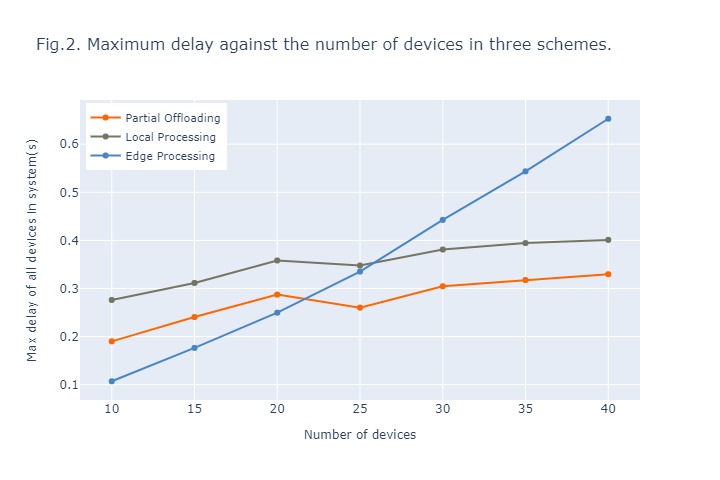 Fig.2. Maximum delay against the number of devices in three schemes.
Partial Offloading
Local Processing
Edge Processing
Max delay of all devices in system(s)
0.6
0.5
0.4
0.3
0.2
0.1
10 15 20 25 30 35 40
Number of devices